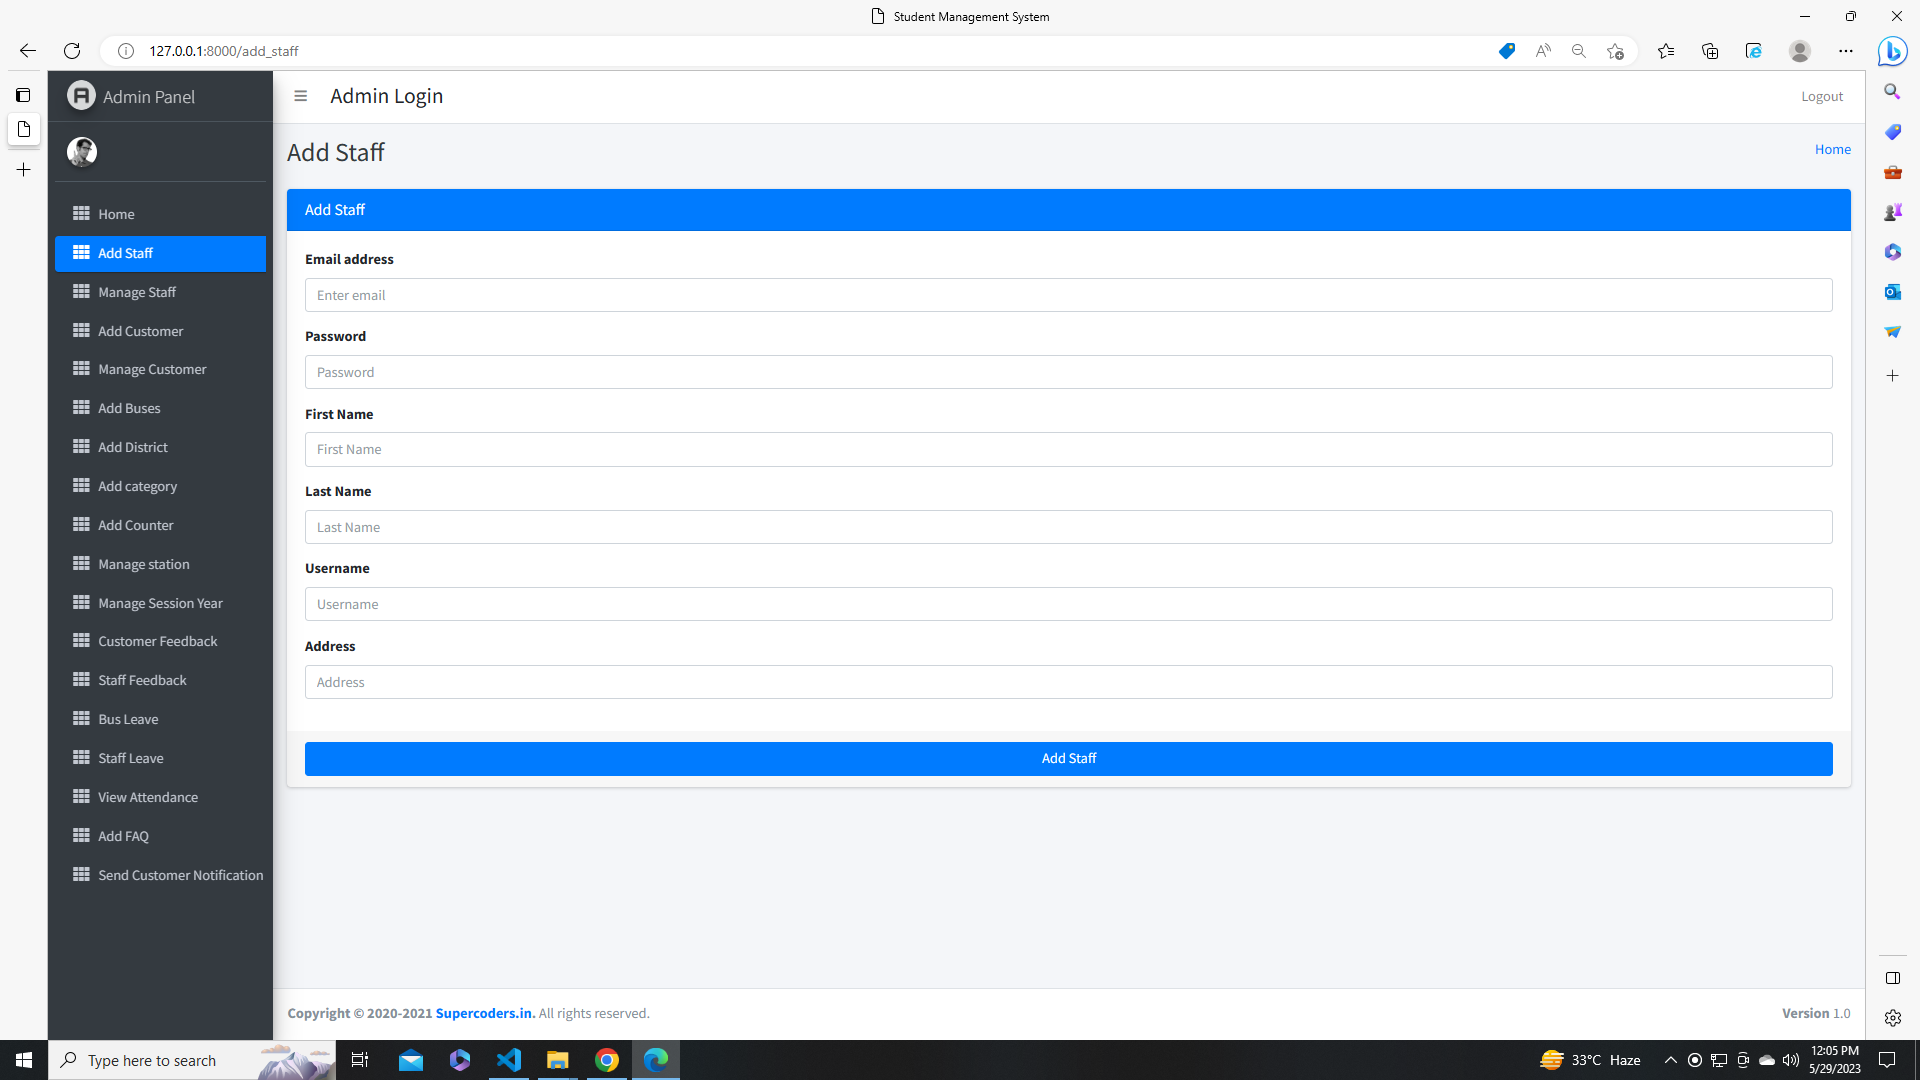 Student Management System
127.0.0.1:8000/add_staff
Admin Panel
Admin Login
Logout
Add Staff
Home
Home
Add Staff
Manage Staff
Add Customer
Manage Customer
Add Buses
Add District
Add category
Add Counter
Manage station
Manage Session Year
Customer Feedback
Staff Feedback
Bus Leave
Staff Leave
View Attendance
Add FAQ
Send Customer Notification
Add Staff
Email address
Enter email
Password
Password
First Name
First Name
Last Name
Last Name
Username
Username
Address
Address
Add Staff
Copyright © 2020-2021 Supercoders.in. All rights reserved.
Version 1.0
Type here to search
33°C Haze
12:05 PM
5/29/2023